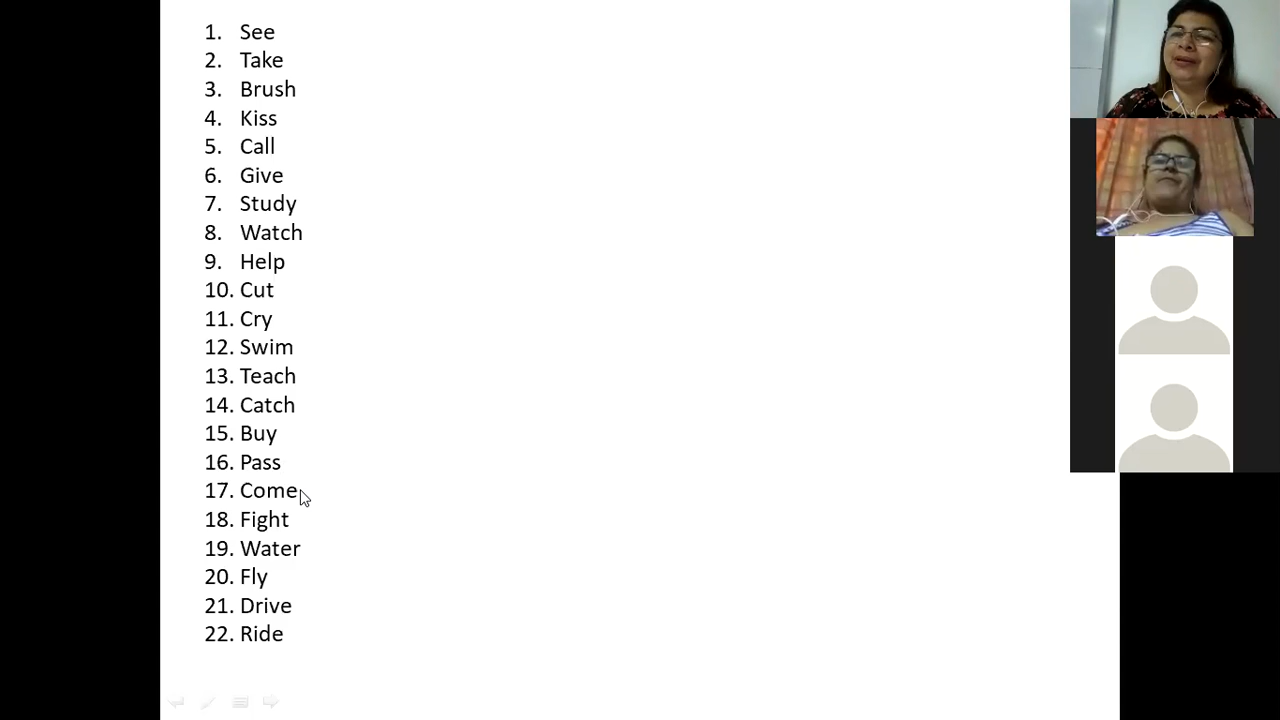 1. See
2. Take
3. Brush
4. Kiss
5. Call
6. Give
7. Study
8. Watch
9. Help
10. Cut
11. Cry
12. Swim
13. Teach
14. Catch
15. Buy
16. Pass
17. Come
18. Fight
19. Water
20. Fly
21. Drive
22. Ride